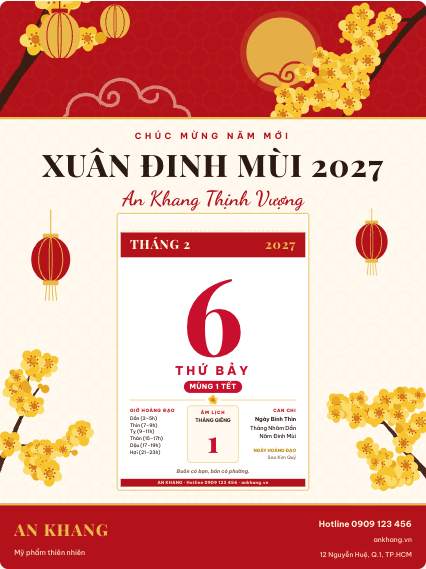 CHÚC MỪNG NĂM MỚI
XUÂN ĐINH MÙI 2027
An Khang Thịnh Vượng
THÁNG 2 2027
6
THỨ BẢY
MÙNG 1 TẾT
GIỜ HOÀNG ĐẠO
Dần (3–5h)
Thìn (7–9h)
Tỵ (9–11h)
Thân (15–17h)
Dậu (17–19h)
Hợi (21–23h)
ÂM LỊCH
THÁNG GIÊNG
1
CAN CHI
Ngày Bính Thìn
Tháng Nhâm Dần
Năm Đinh Mùi
NGÀY HOÀNG ĐẠO
Sao Kim Quỹ
Buôn có bạn, bán có phường.
AN KHANG · Hotline 0909 123 456 · ankhang.vn
AN KHANG
Mỹ phẩm thiên nhiên
Hotline 0909 123 456
ankhang.vn
12 Nguyễn Huệ, Q.1, TP.HCM